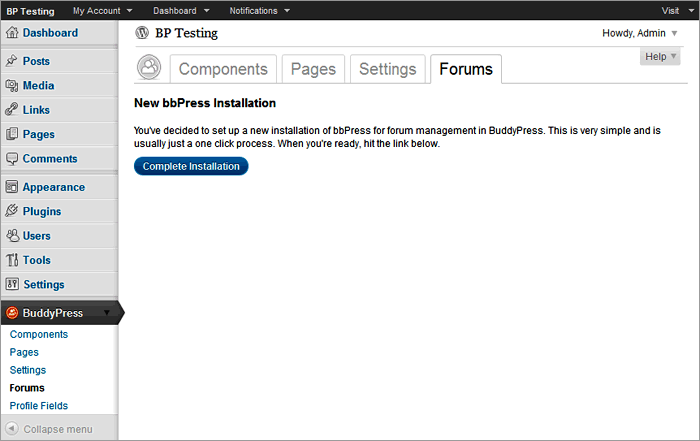 BP Testing My Account Dashboard Notifications Visit
Dashboard
Posts
Media
Links
Pages
Comments
Appearance
Plugins
Users
Tools
Settings
BuddyPress
Components
Pages
Settings
Forums
Profile Fields
Collapse menu
BP Testing
Howdy, Admin
Help
Components Pages Settings Forums
New bbPress Installation
You've decided to set up a new installation of bbPress for forum management in BuddyPress. This is very simple and is
usually just a one click process. When you're ready, hit the link below.
Complete Installation